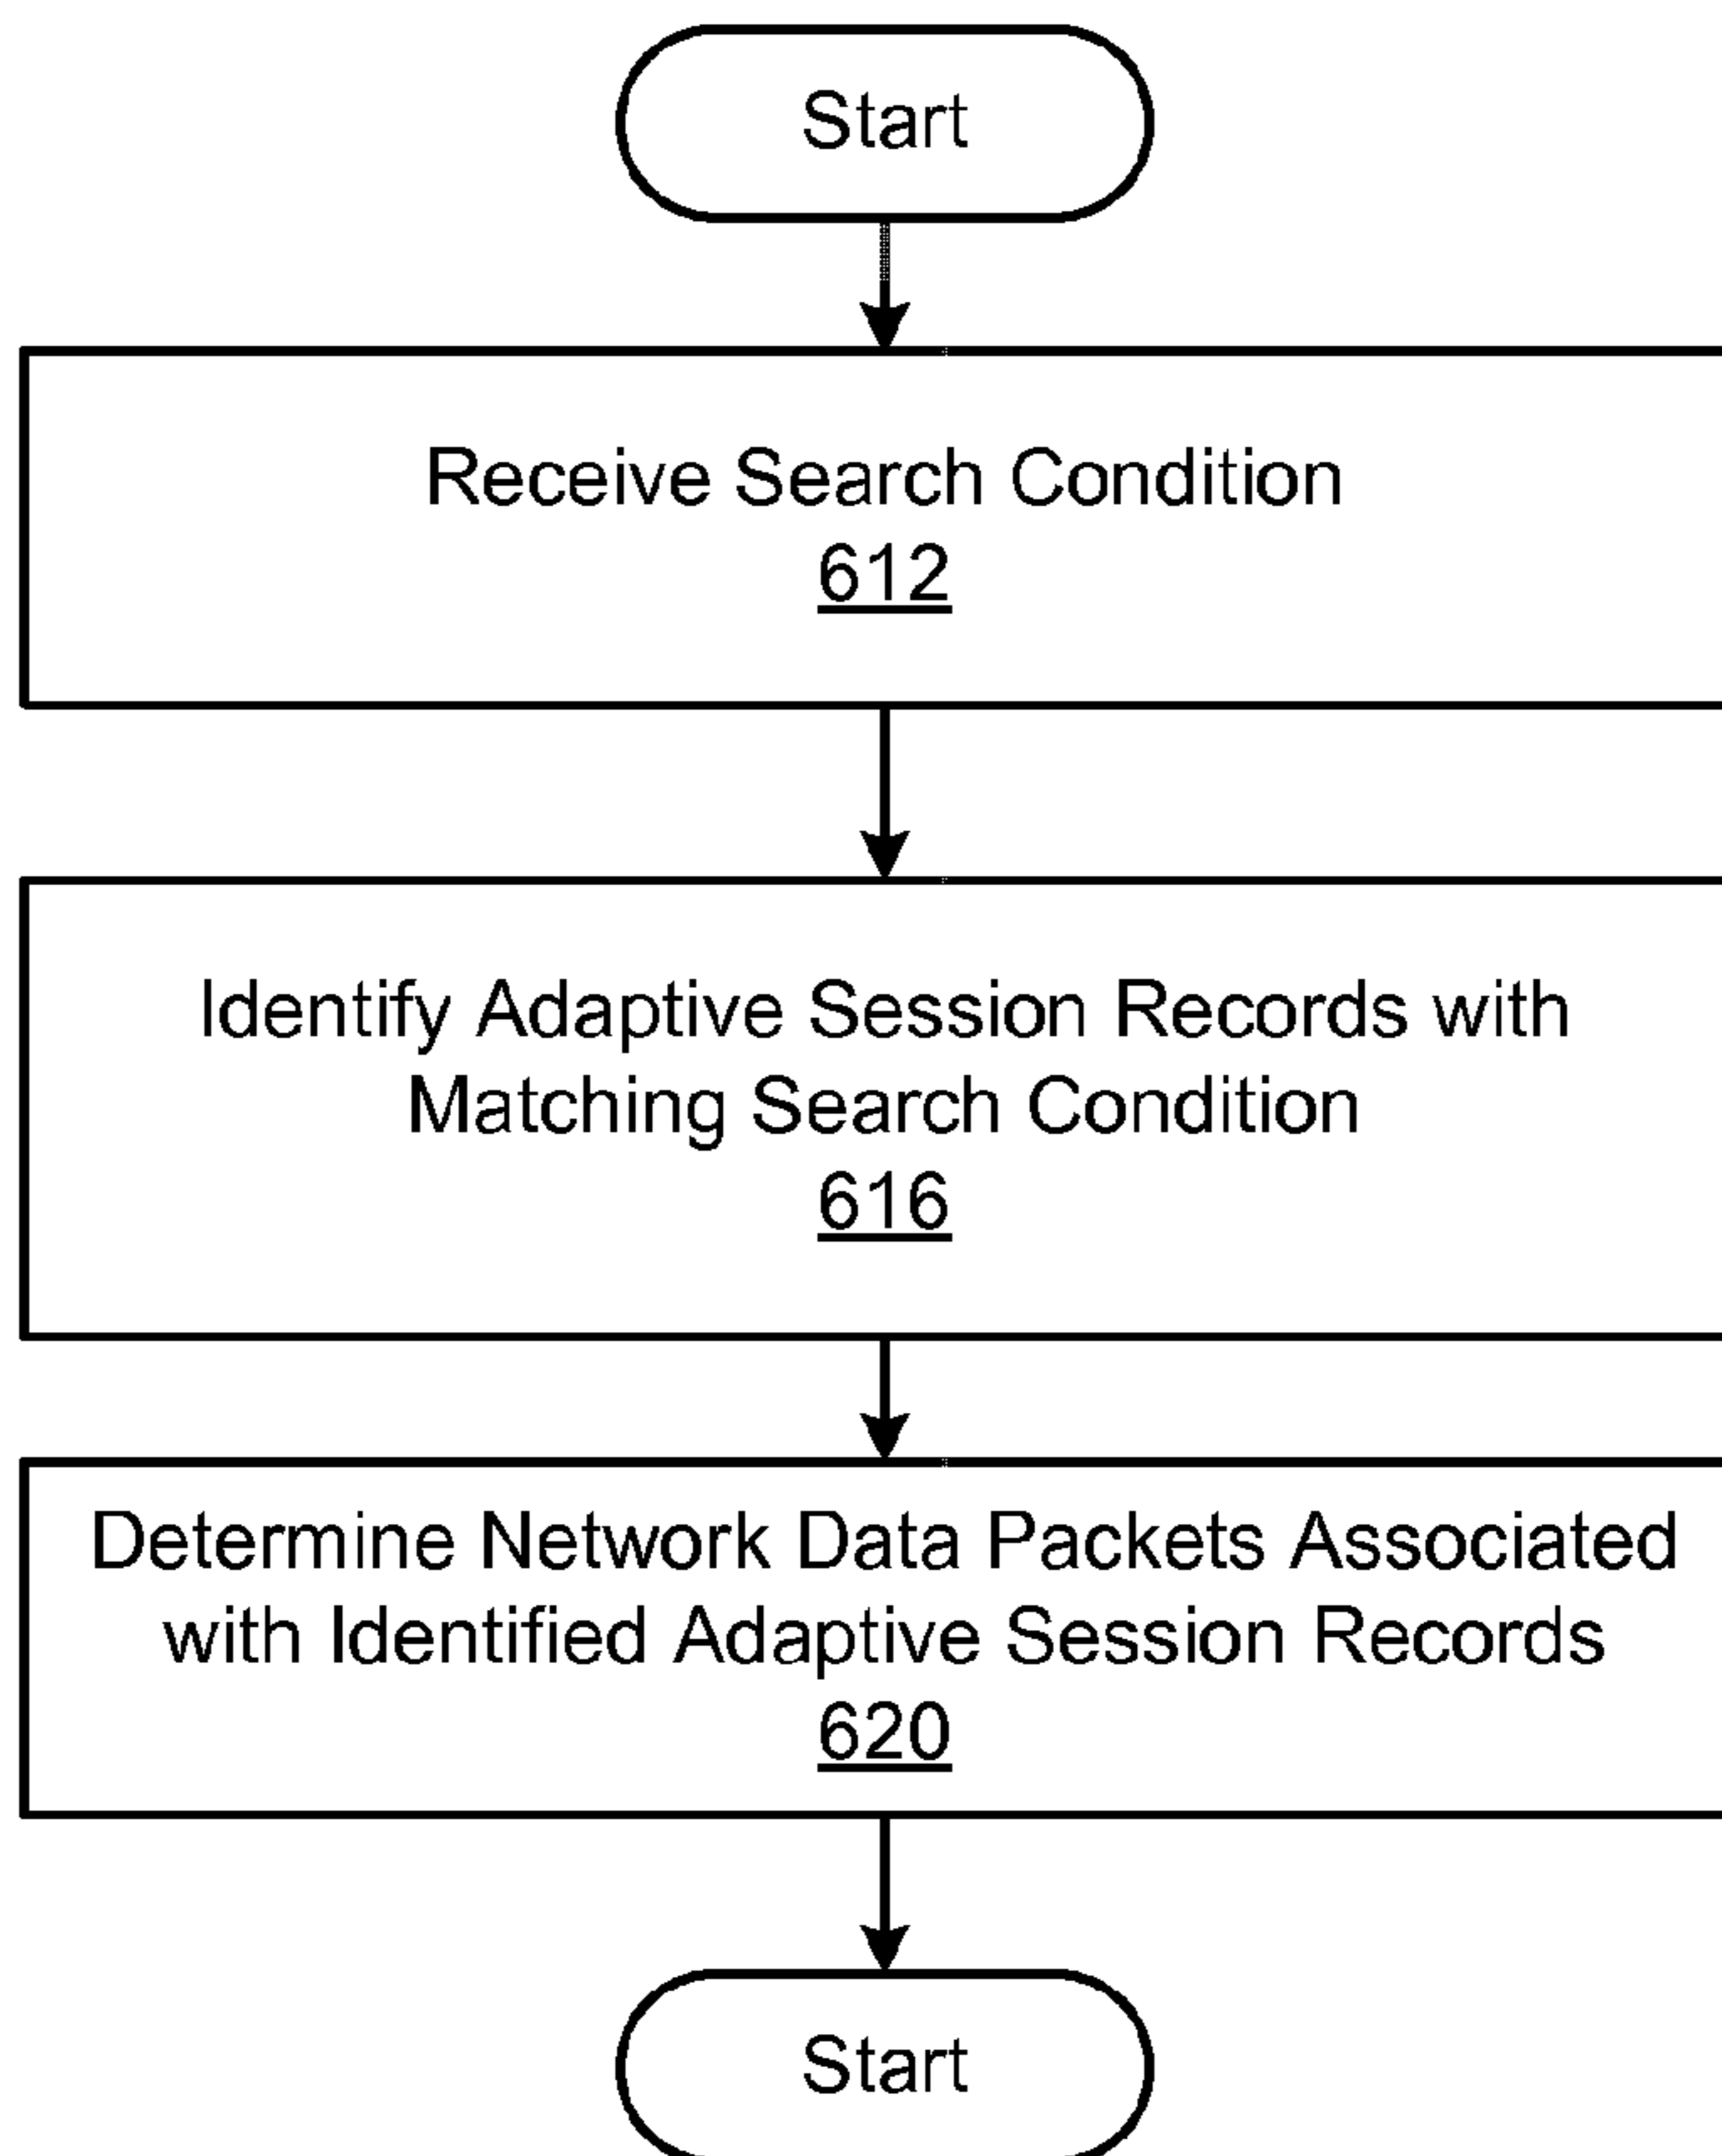 Start
Receive Search Condition
612
Identify Adaptive Session Records with
Matching Search Condition
616
Determine Network Data Packets Associated
with Identified Adaptive Session Records
620
Start